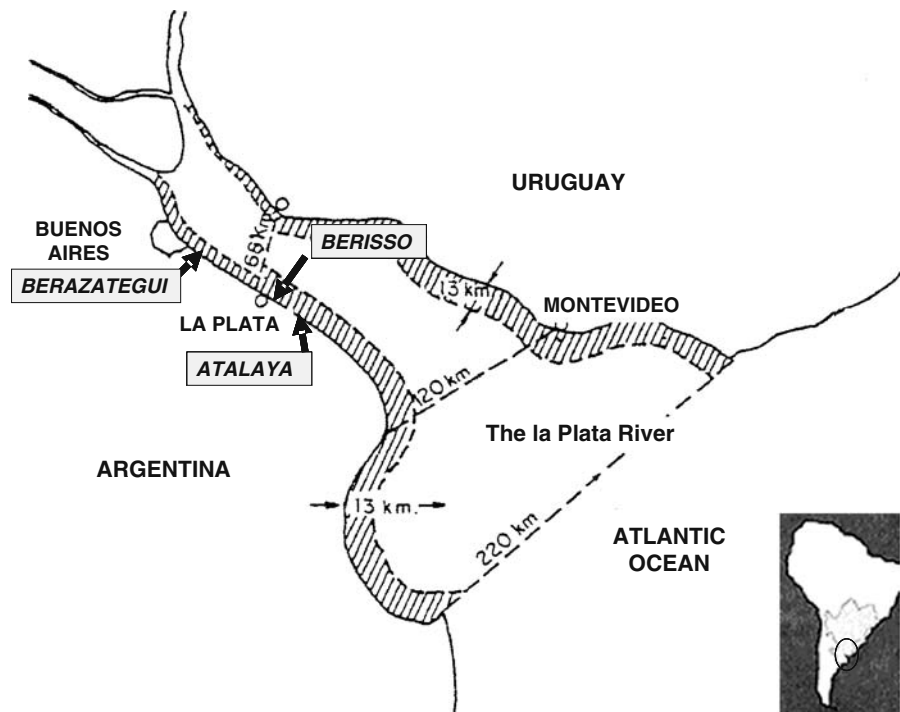 URUGUAY
BUENOS
AIRES
BERISSO
66Km
BERAZATEGUI
13 km
MONTEVIDEO
LA PLATA
ATALAYA
120 km
The la Plata River
ARGENTINA
13 km.
220 km
ATLANTIC
OCEAN